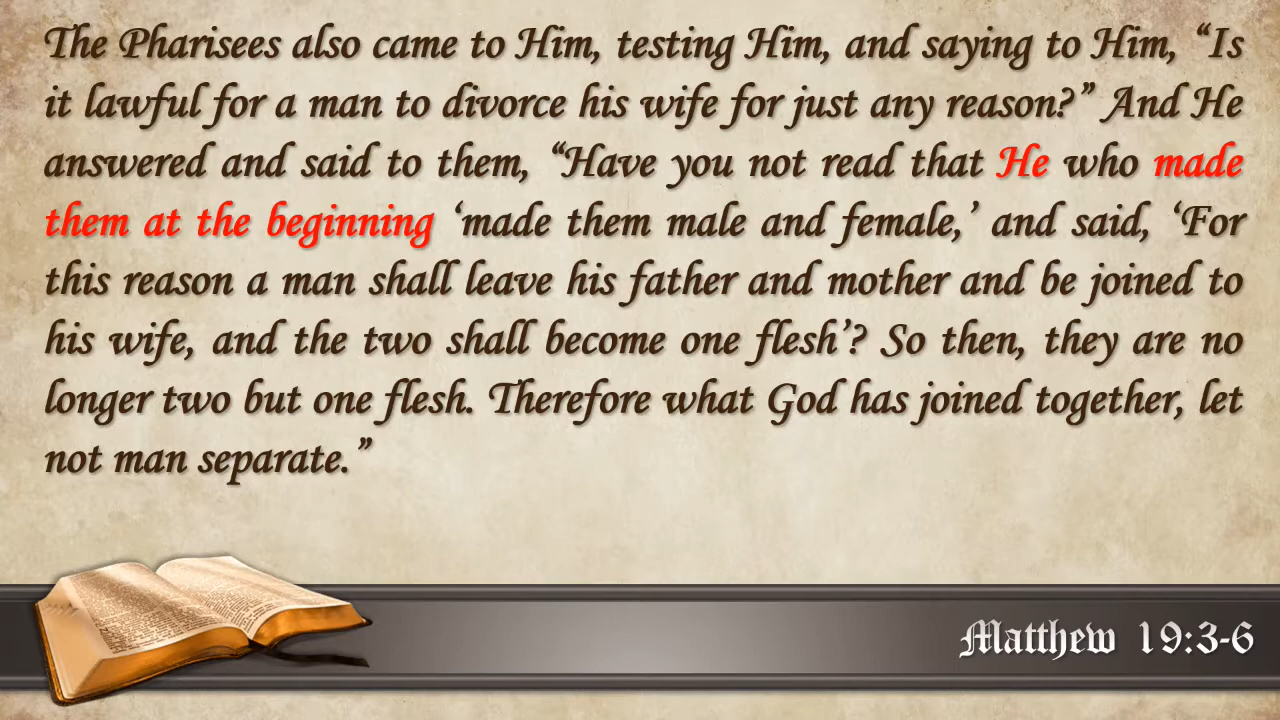 The Pharisees also came to Him, testing Him, and saying to Him, “Is
it lawful for a man to divorce his wife for just any reason?” And He
answered and said to them, “Have you not read that He who made
them at the beginning ‘made them male and female,’ and said, ‘For
this reason a man shall leave his father and mother and be joined to
his wife, and the two shall become one flesh’? So then, they are no
longer two but one flesh. Therefore what God has joined together, let
not man separate.”
Matthew 19:3-6